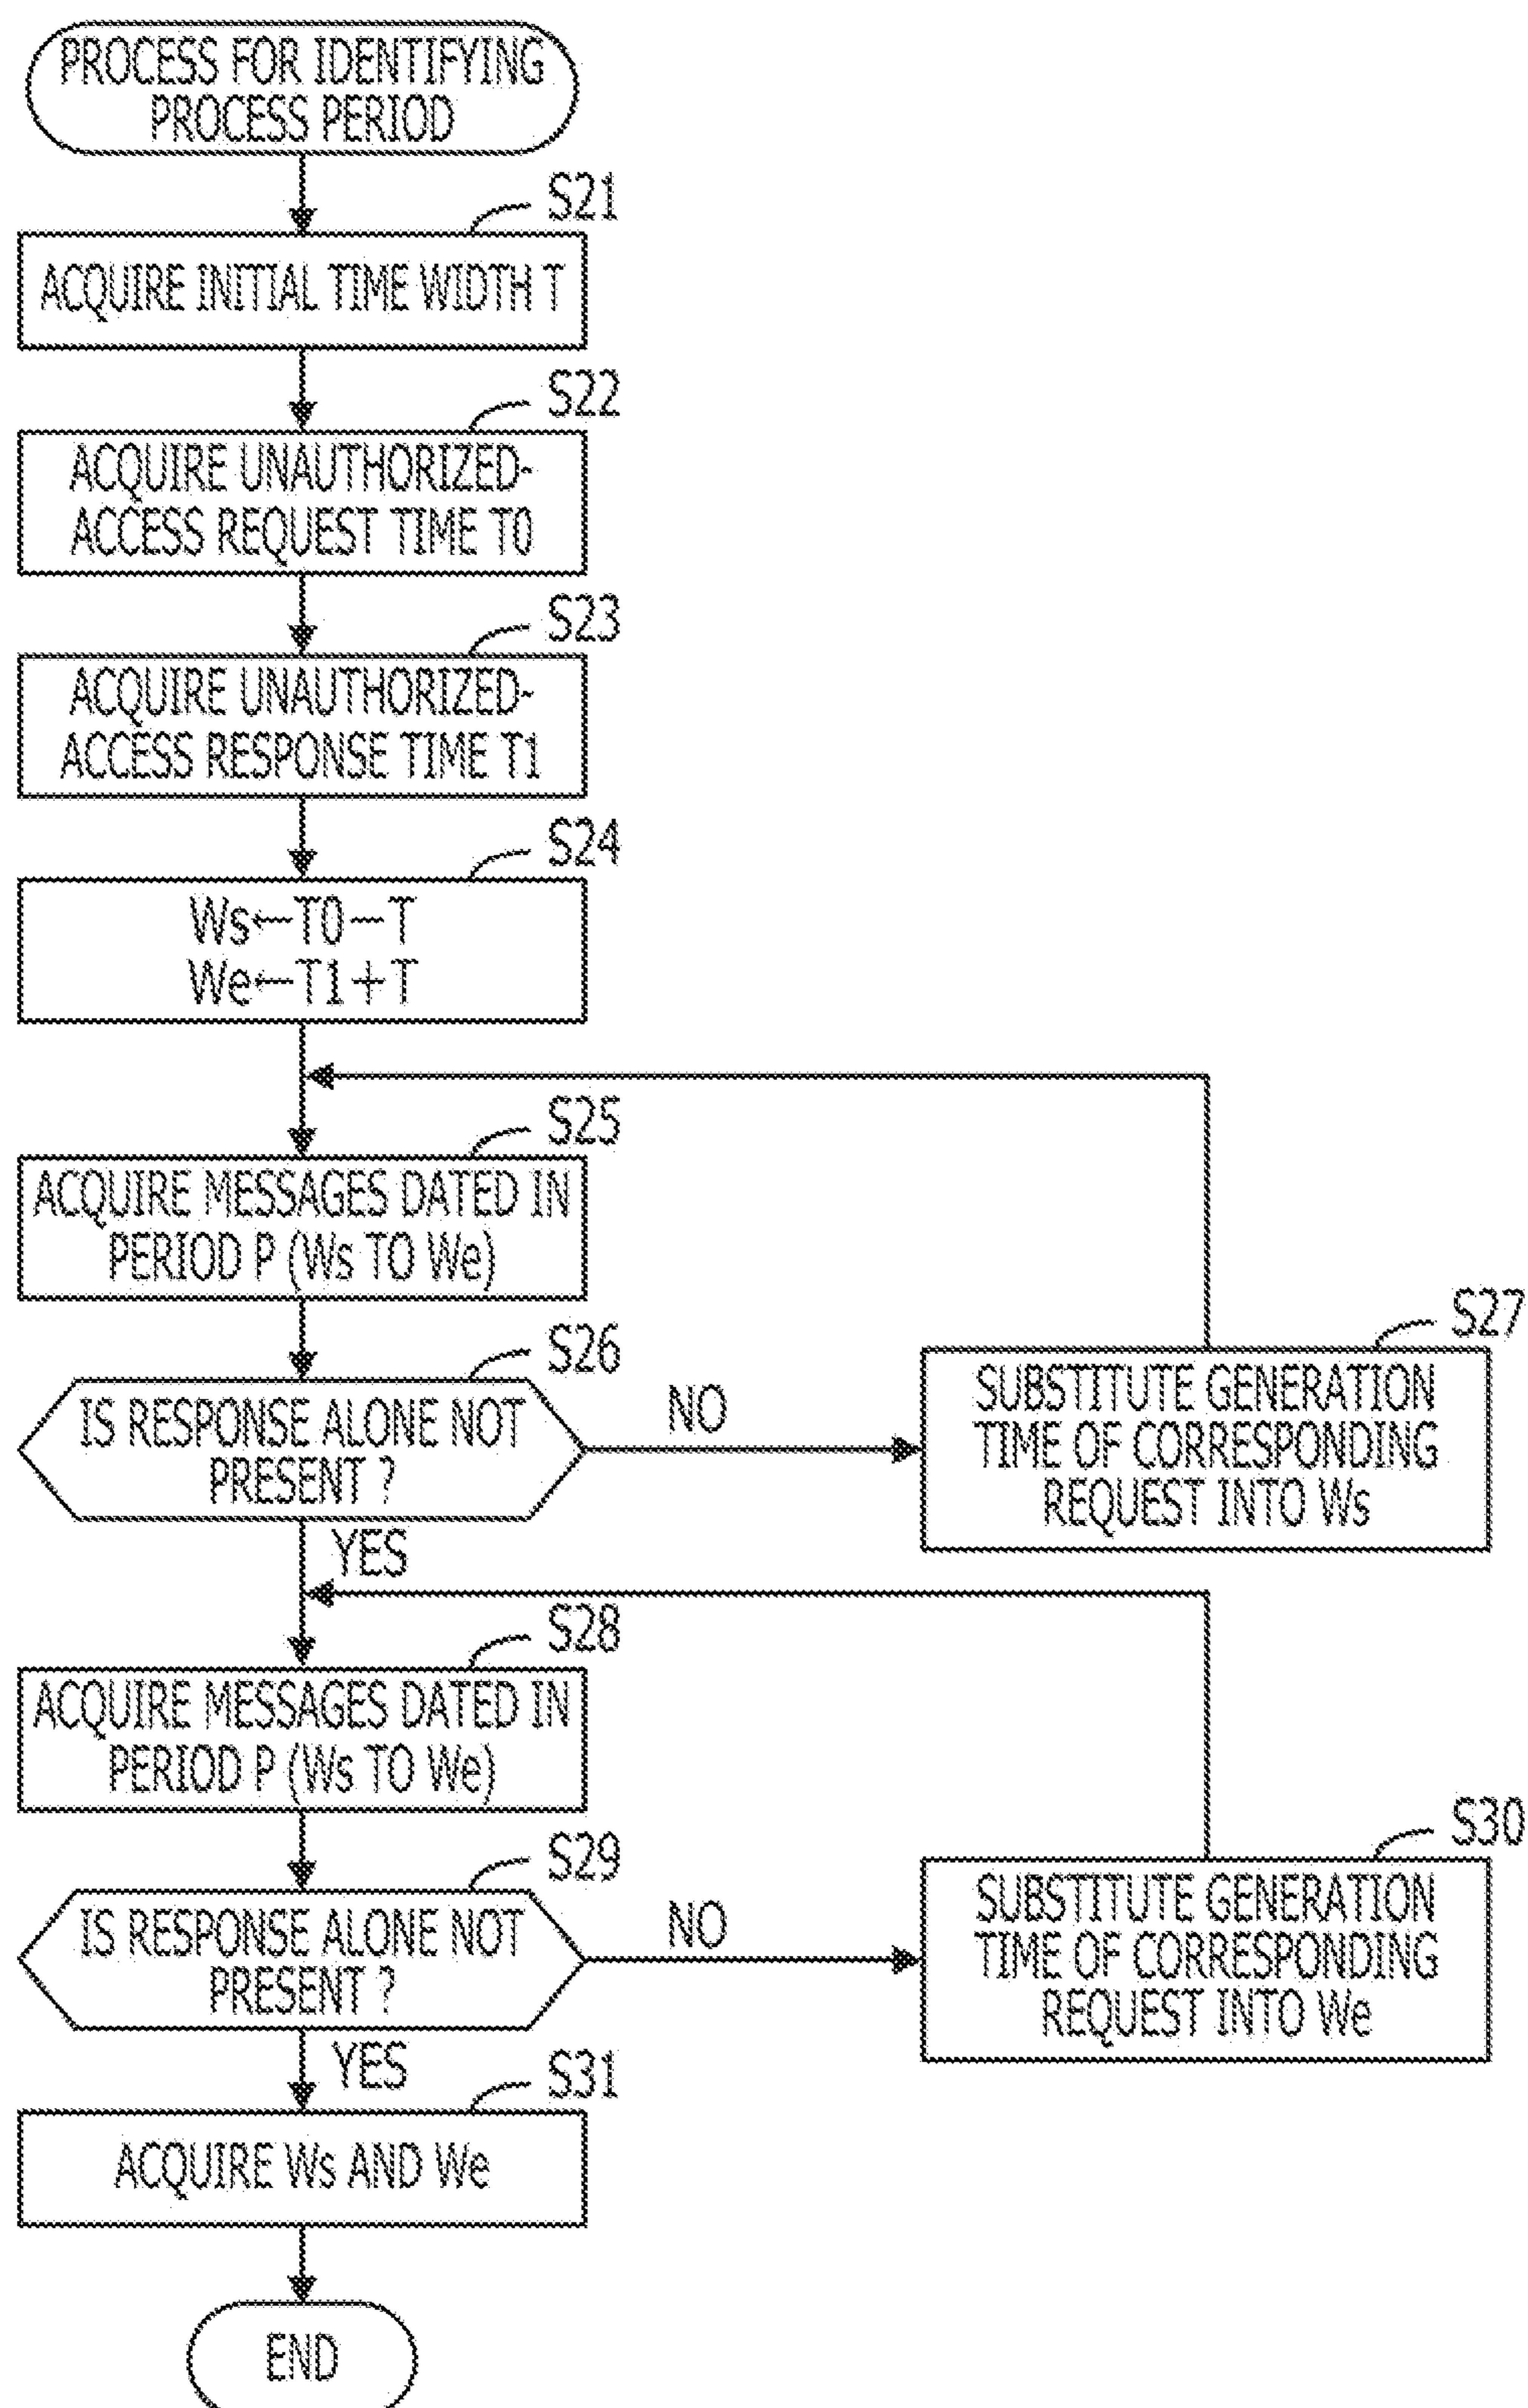 PROCESS FOR IDENTIFYING
PROCESS PERIOD
S21
ACQUIRE INITIAL TIME WIDTH T
S22
ACQUIRE UNAUTHORIZED-
ACCESS REQUEST TIME T0
S23
ACQUIRE UNAUTHORIZED-
ACCESS RESPONSE TIME T1
S24
Ws←T0−T
We←T1+T
S25
ACQUIRE MESSAGES DATED IN
PERIOD P (Ws TO We)
S26
IS RESPONSE ALONE NOT
PRESENT ?
NO
YES
S27
SUBSTITUTE GENERATION
TIME OF CORRESPONDING
REQUEST INTO Ws
S28
ACQUIRE MESSAGES DATED IN
PERIOD P (Ws TO We)
S29
IS RESPONSE ALONE NOT
PRESENT ?
NO
YES
S30
SUBSTITUTE GENERATION
TIME OF CORRESPONDING
REQUEST INTO We
S31
ACQUIRE Ws AND We
END